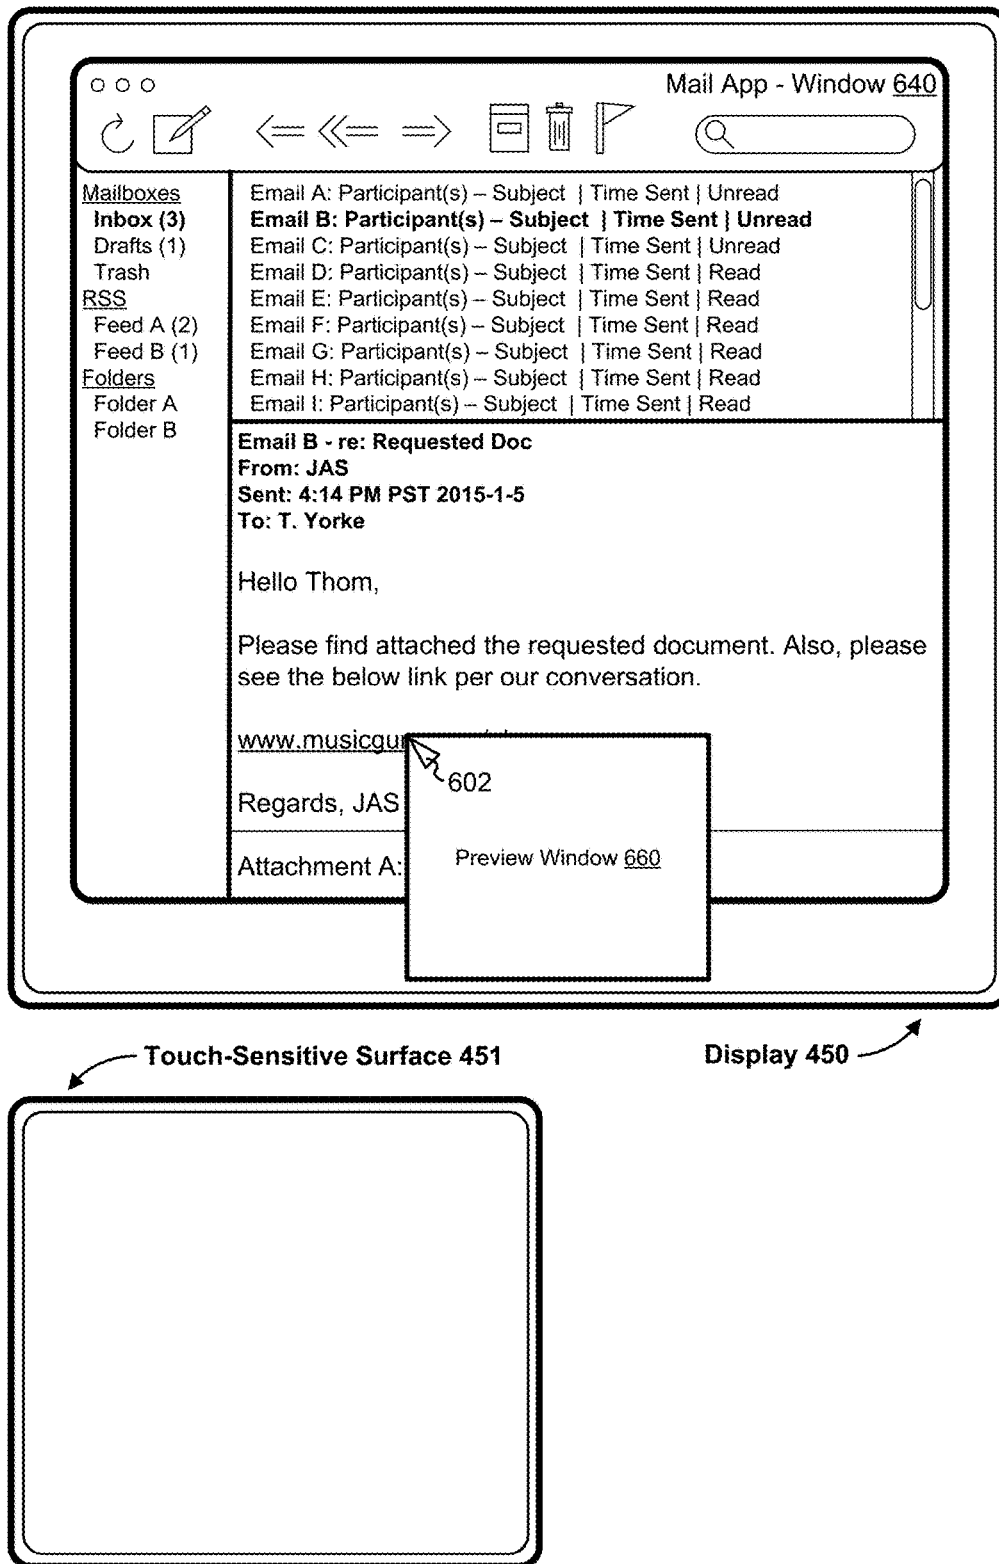 Mail App - Window 640
Mailboxes
Inbox (3)
Drafts (1)
Trash
RSS
Feed A (2)
Feed B (1)
Folders
Folder A
Folder B
Email A: Participant(s) – Subject | Time Sent | Unread
Email B: Participant(s) – Subject | Time Sent | Unread
Email C: Participant(s) – Subject | Time Sent | Unread
Email D: Participant(s) – Subject | Time Sent | Read
Email E: Participant(s) – Subject | Time Sent | Read
Email F: Participant(s) – Subject | Time Sent | Read
Email G: Participant(s) – Subject | Time Sent | Read
Email H: Participant(s) – Subject | Time Sent | Read
Email I: Participant(s) – Subject | Time Sent | Read
Email B - re: Requested Doc
From: JAS
Sent: 4:14 PM PST 2015-1-5
To: T. Yorke
Hello Thom,
Please find attached the requested document. Also, please
see the below link per our conversation.
www.musicgu
602
Regards, JAS
Preview Window 660
Attachment A:
Touch-Sensitive Surface 451
Display 450